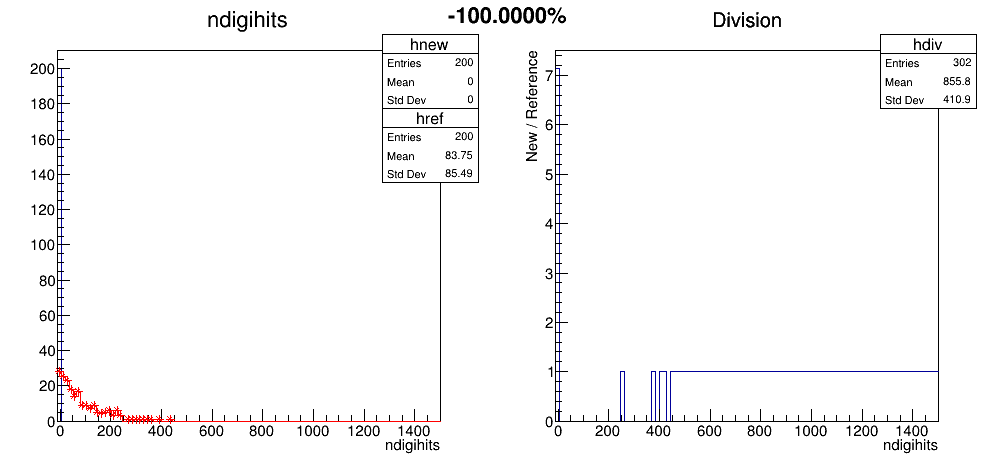 -100.0000%
ndigihits
hnew
Entries 200
Mean 0
Std Dev 0
href
Entries 200
Mean 83.75
Std Dev 85.49
200
180
160
140
120
100
80
60
40
20
0
0 200 400 600 800 1000 1200 1400
ndigihits
Division
hdiv
Entries 302
Mean 855.8
Std Dev 410.9
New / Reference
7
6
5
4
3
2
1
0
0 200 400 600 800 1000 1200 1400
ndigihits